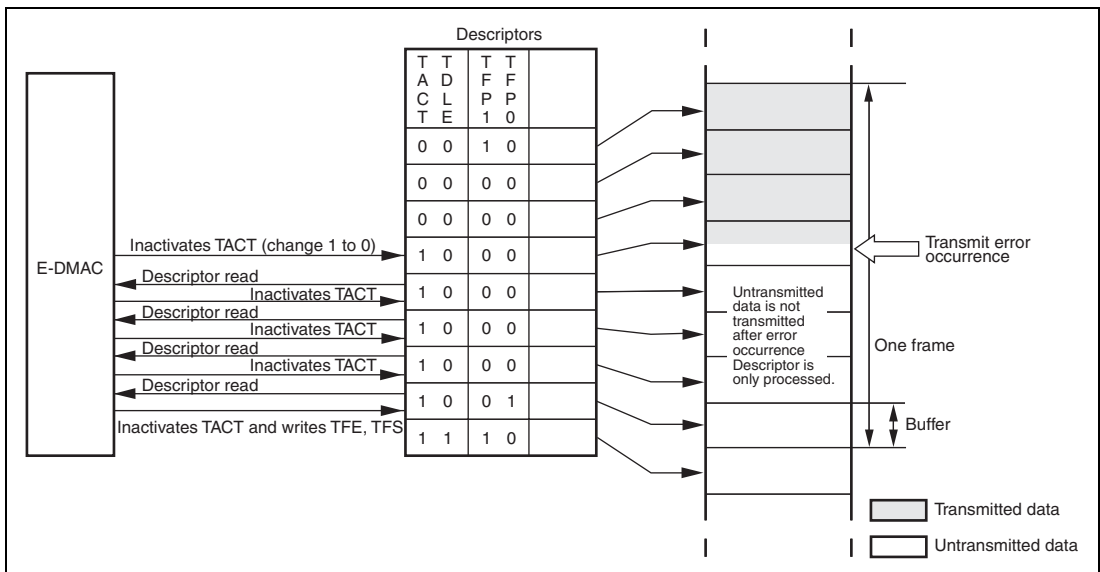 Descriptors
T T T T
A D F F
C L P P
T E 1 0
0 0 1 0
0 0 0 0
0 0 0 0
Inactivates TACT (change 1 to 0)
1 0 0 0
E-DMAC
Descriptor read
1 0 0 0
Inactivates TACT
Descriptor read
1 0 0 0
Inactivates TACT
Descriptor read
1 0 0 0
Inactivates TACT
Descriptor read
1 0 0 1
Inactivates TACT and writes TFE, TFS
1 1 1 0
Transmit error
occurrence
Untransmitted
data is not
transmitted
after error
occurrence
Descriptor is
only processed.
One frame
Buffer
Transmitted data
Untransmitted data